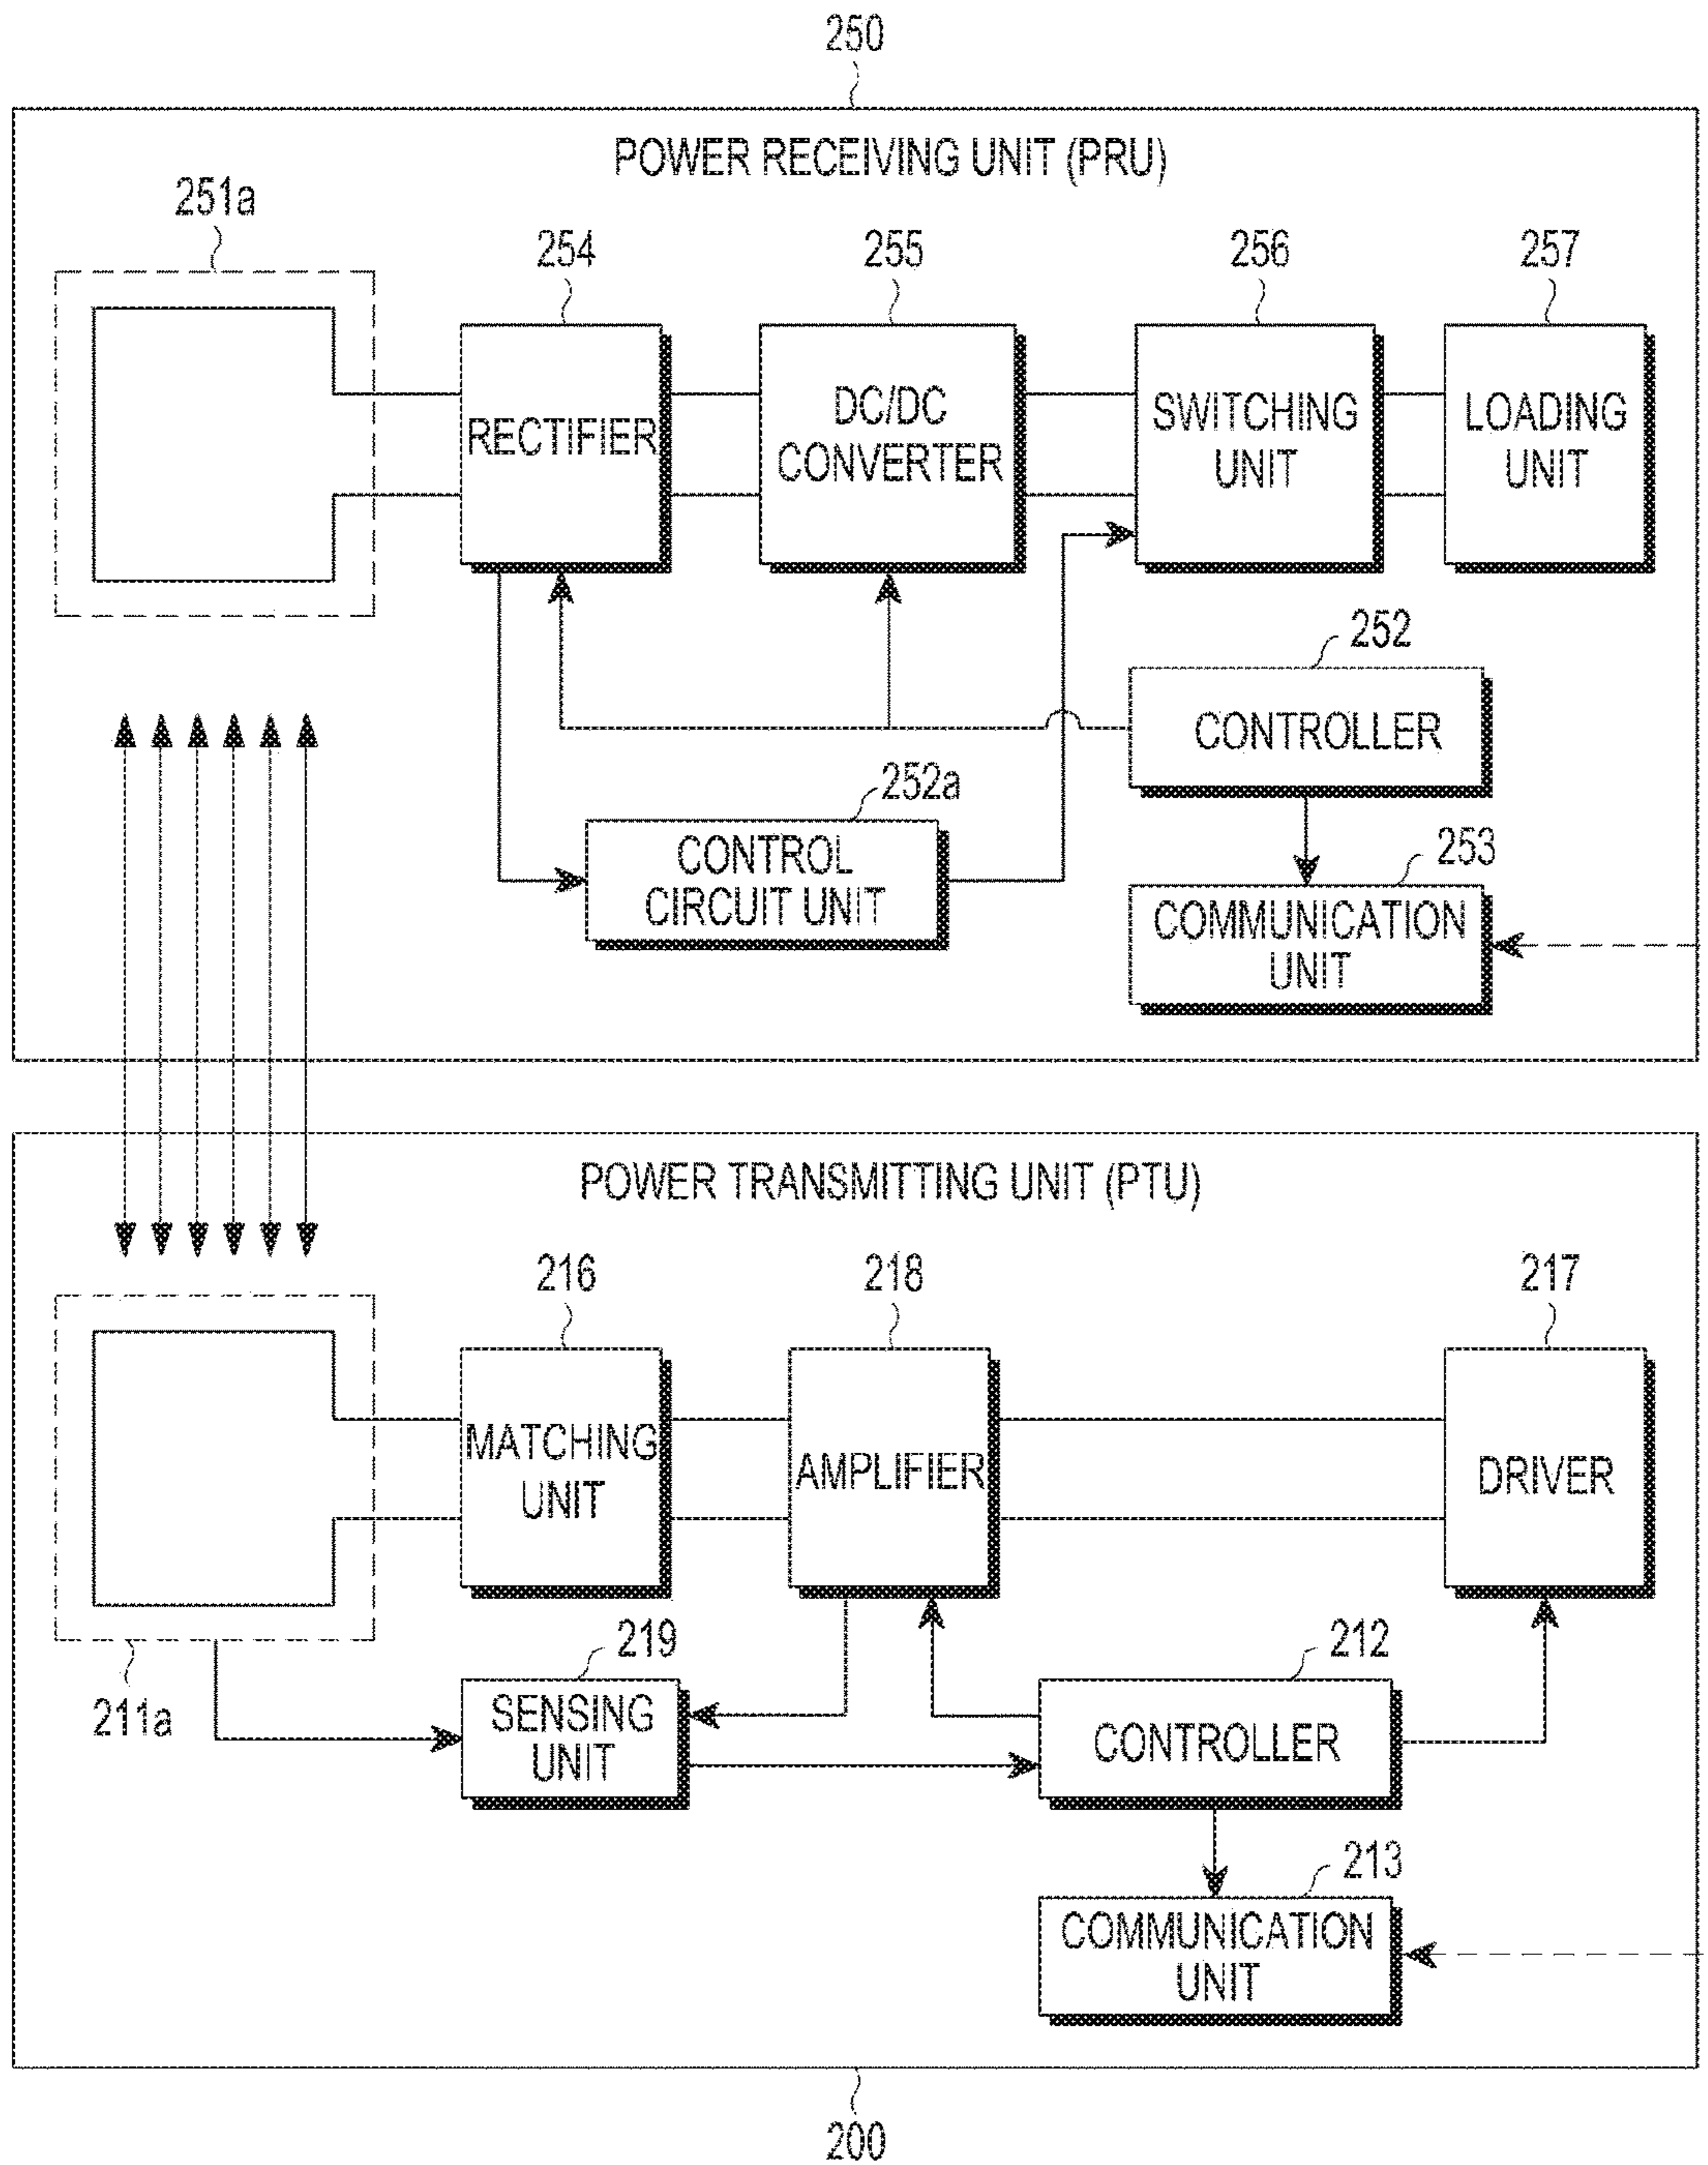 250
POWER RECEIVING UNIT (PRU)
251a
254
255
256
257
RECTIFIER
DC/DC
CONVERTER
SWITCHING
UNIT
LOADING
UNIT
252
CONTROLLER
252a
CONTROL
CIRCUIT UNIT
253
COMMUNICATION
UNIT
POWER TRANSMITTING UNIT (PTU)
216
218
217
MATCHING
UNIT
AMPLIFIER
DRIVER
211a
219
SENSING
UNIT
212
CONTROLLER
213
COMMUNICATION
UNIT
200